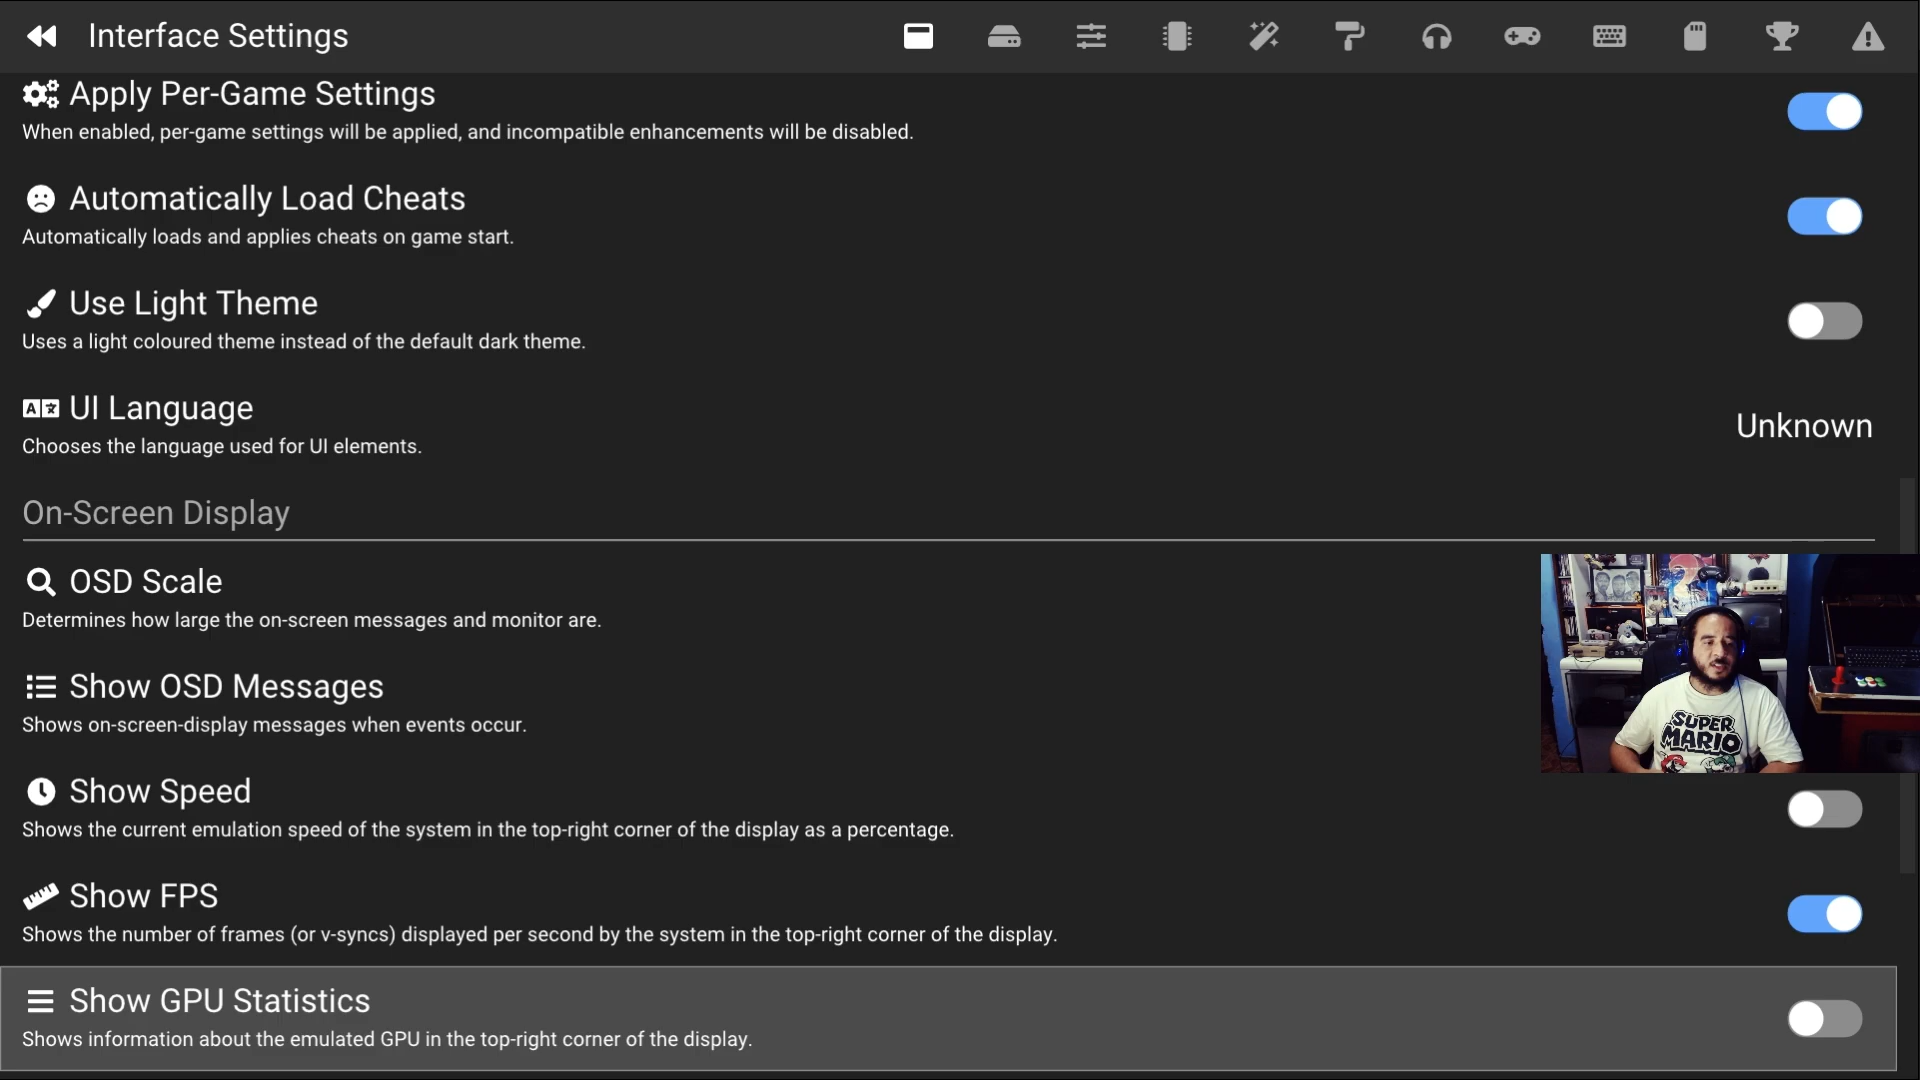 Interface Settings
Apply Per-Game Settings
When enabled, per-game settings will be applied, and incompatible enhancements will be disabled.
Automatically Load Cheats
Automatically loads and applies cheats on game start.
Use Light Theme
Uses a light coloured theme instead of the default dark theme.
UI Language
Unknown
Chooses the language used for UI elements.
On-Screen Display
OSD Scale
Determines how large the on-screen messages and monitor are.
Show OSD Messages
Shows on-screen-display messages when events occur.
SUPER
MARIO
Show Speed
Shows the current emulation speed of the system in the top-right corner of the display as a percentage.
Show FPS
Shows the number of frames (or v-syncs) displayed per second by the system in the top-right corner of the display.
Show GPU Statistics
Shows information about the emulated GPU in the top-right corner of the display.